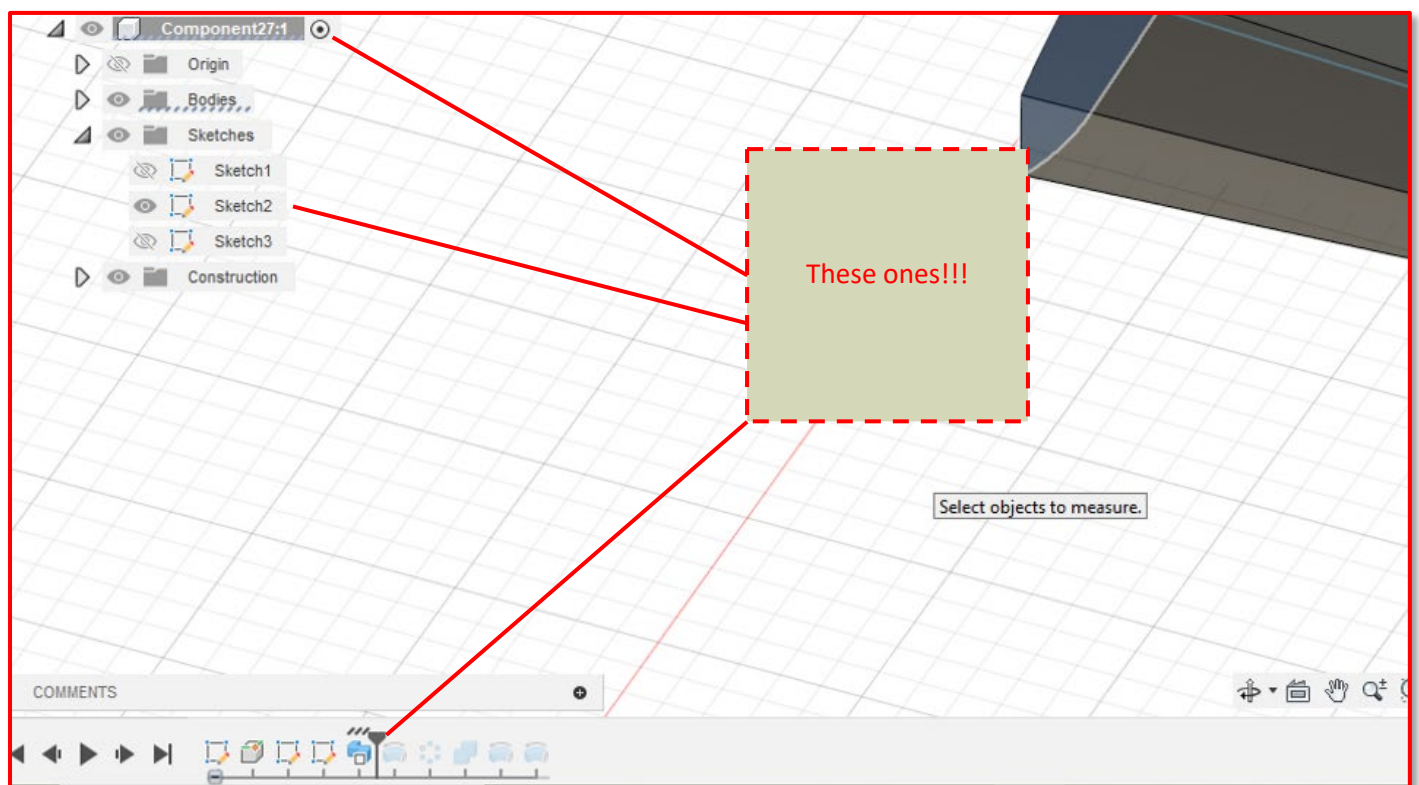 Component27:1
Origin
Bodies
Sketches
Sketch1
Sketch2
Sketch3
Construction
These ones!!!
Select objects to measure.
COMMENTS